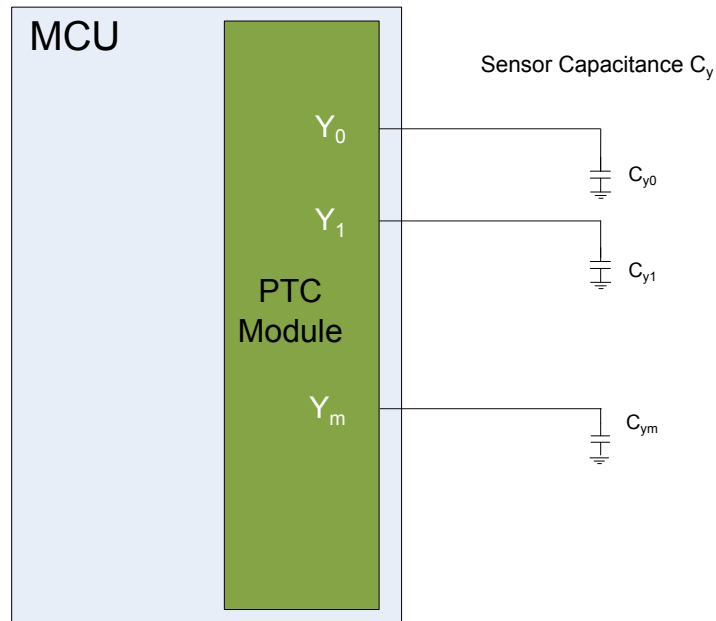 MCU
Sensor Capacitance Cy
Y0
Cy0
Y1
Cy1
PTC
Module
Ym
Cym